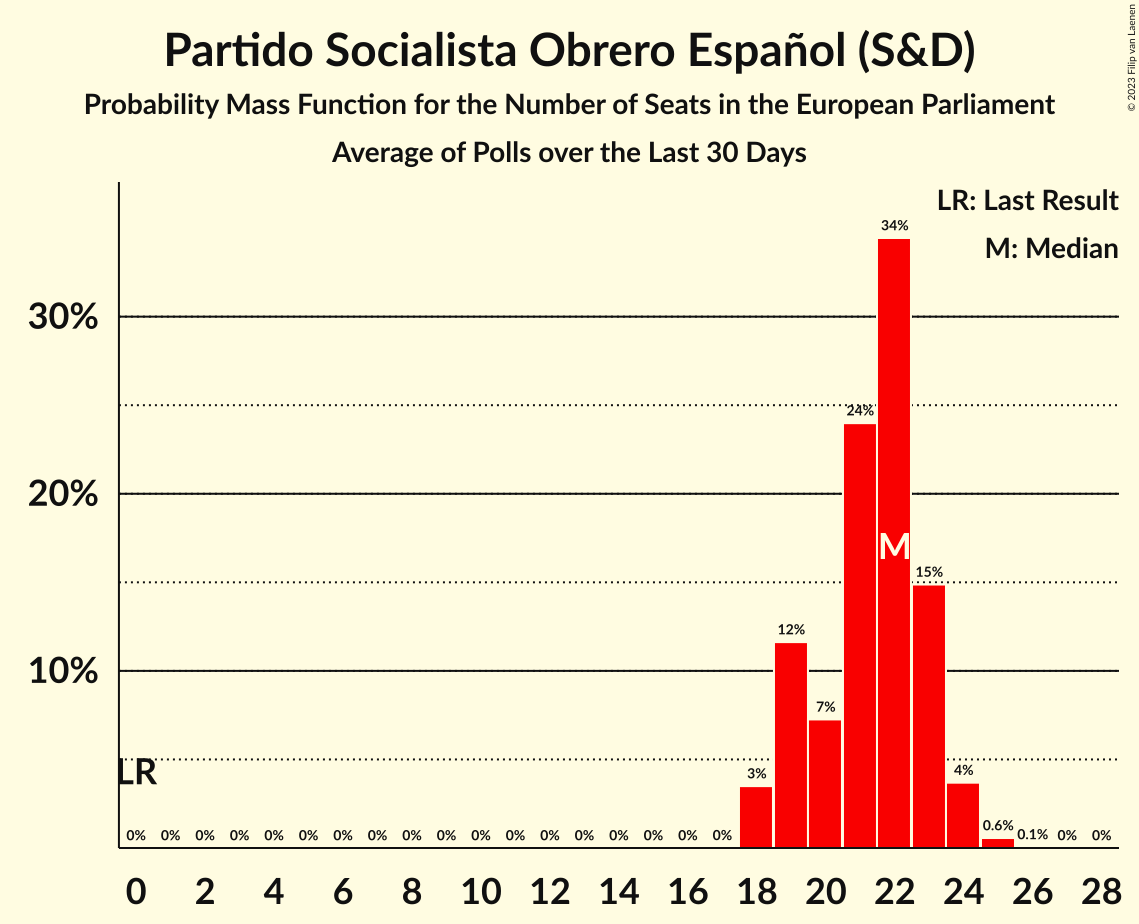 Partido Socialista Obrero Español (S&D)
Probability Mass Function for the Number of Seats in the European Parliament
Average of Polls over the Last 30 Days
© 2023 Filip van Laenen
LR: Last Result
M: Median
34%
30%
24%
20%
M
15%
12%
10%
7%
LR
3%
4%
0% 0% 0% 0% 0% 0% 0% 0% 0% 0% 0% 0% 0% 0% 0% 0% 0% 0% 0.6% 0.1% 0% 0%
0 2 4 6 8 10 12 14 16 18 20 22 24 26 28